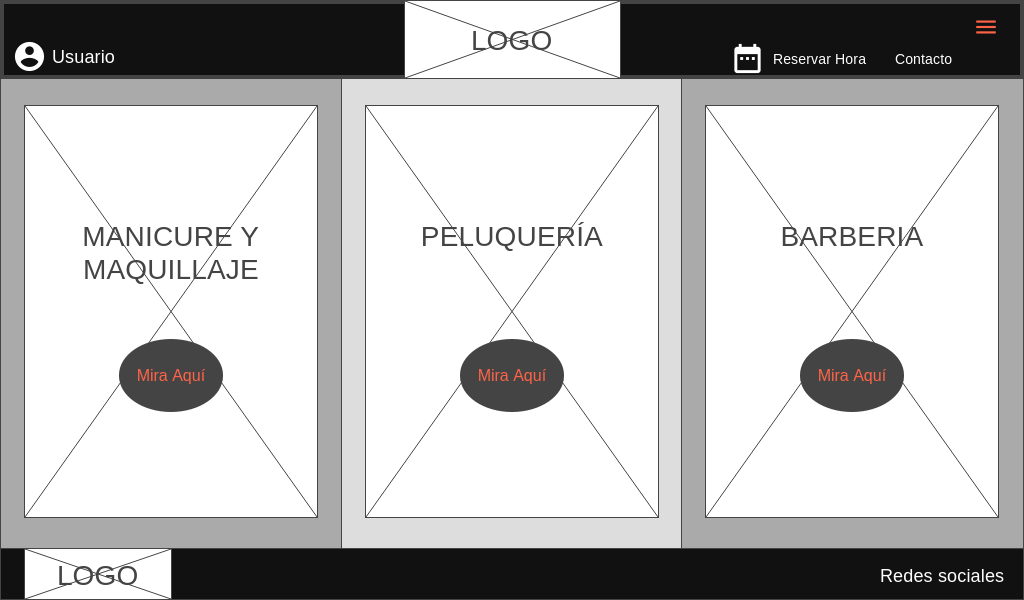 LOGO
Usuario
Reservar Hora
Contacto
MANICURE Y
MAQUILLAJE
Mira Aquí
PELUQUERÍA
Mira Aquí
BARBERIA
Mira Aquí
LOGO
Redes sociales